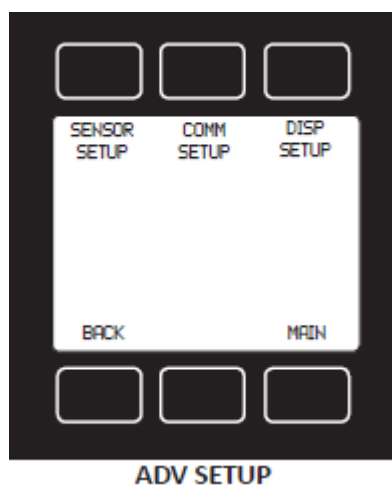 SENSOR COMM DISP
SETUP SETUP SETUP
BACK MAIN
ADV SETUP